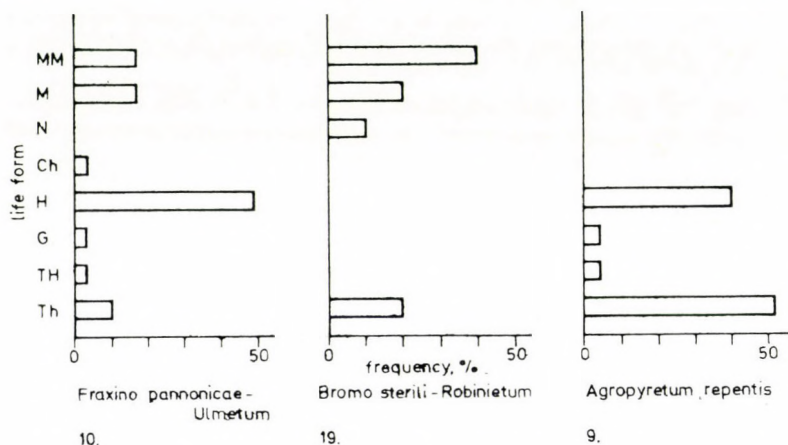 life form
MM
M
N
Ch
H
G
TH
Th
0 50
0 50
0 50
frequency, %
Fraxino pannonicae-
Ulmetum
Bromo sterili-Robinietum
Agropyretum repentis
10.
19.
9.